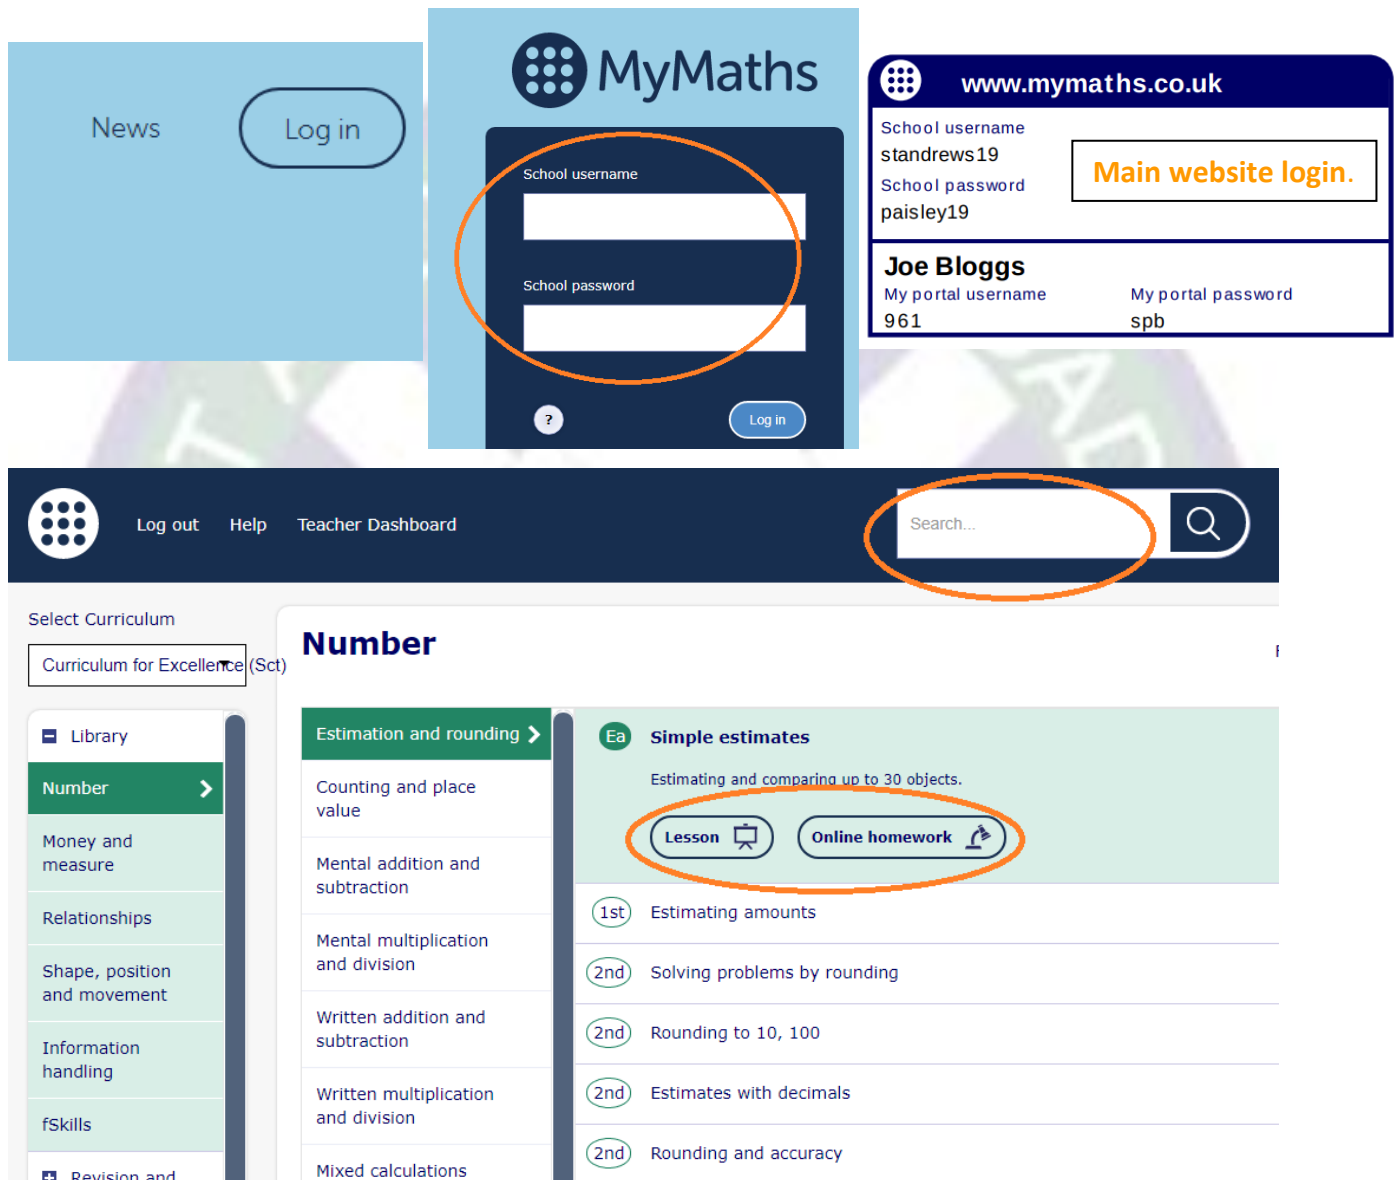 News
Log in
MyMaths
School username
School password
?
Log in
www.mymaths.co.uk
School username
standrews19
School password
paisley19
Main website login.
Joe Bloggs
My portal username
My portal password
961
spb
Log out
Help
Teacher Dashboard
Search...
Select Curriculum
Curriculum for Excellence (Sct)
Library
Number
Money and
measure
Relationships
Shape, position
and movement
Information
handling
fSkills
Revision and
Number
Estimation and rounding
Counting and place
value
Mental addition and
subtraction
Mental multiplication
and division
Written addition and
subtraction
Written multiplication
and division
Mixed calculations
Ea Simple estimates
Estimating and comparing up to 30 objects.
Lesson
Online homework
1st Estimating amounts
2nd Solving problems by rounding
2nd Rounding to 10, 100
2nd Estimates with decimals
2nd Rounding and accuracy